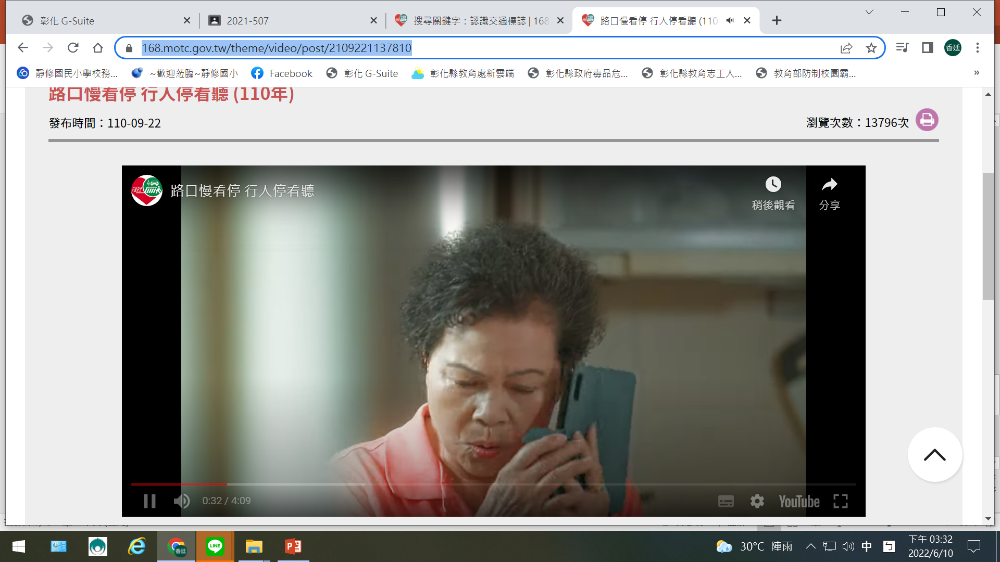 彰化 G-Suite
2021-507
搜尋關鍵字：認識交通標誌 | 168
路口慢看停 行人停看聽 (110
168.motc.gov.tw/theme/video/post/2109221137810
香廷
靜修國民小學校務...
~歡迎蒞臨~靜修國小
Facebook
彰化 G-Suite
彰化縣教育處新雲端
彰化縣政府毒品危...
彰化縣教育志工人...
教育部防制校園霸...
»
路口慢看停 行人停看聽 (110年)
發布時間：110-09-22
瀏覽次數：13796次
路口慢看停 行人停看聽
稍後觀看
分享
0:32 / 4:09
YouTube
香廷
LINE
30°C 陣雨
中
ㄅ
下午 03:32
2022/6/10